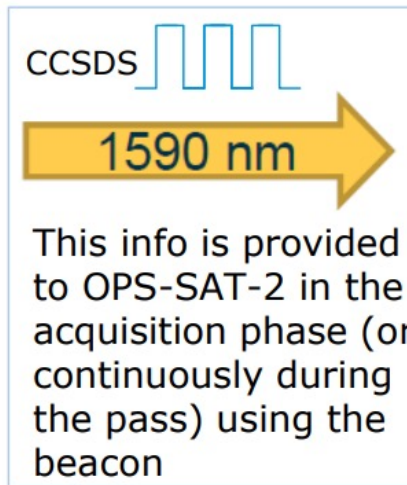 CCSDS
1590 nm
This info is provided
to OPS-SAT-2 in the
acquisition phase (or
continuously during
the pass) using the
beacon